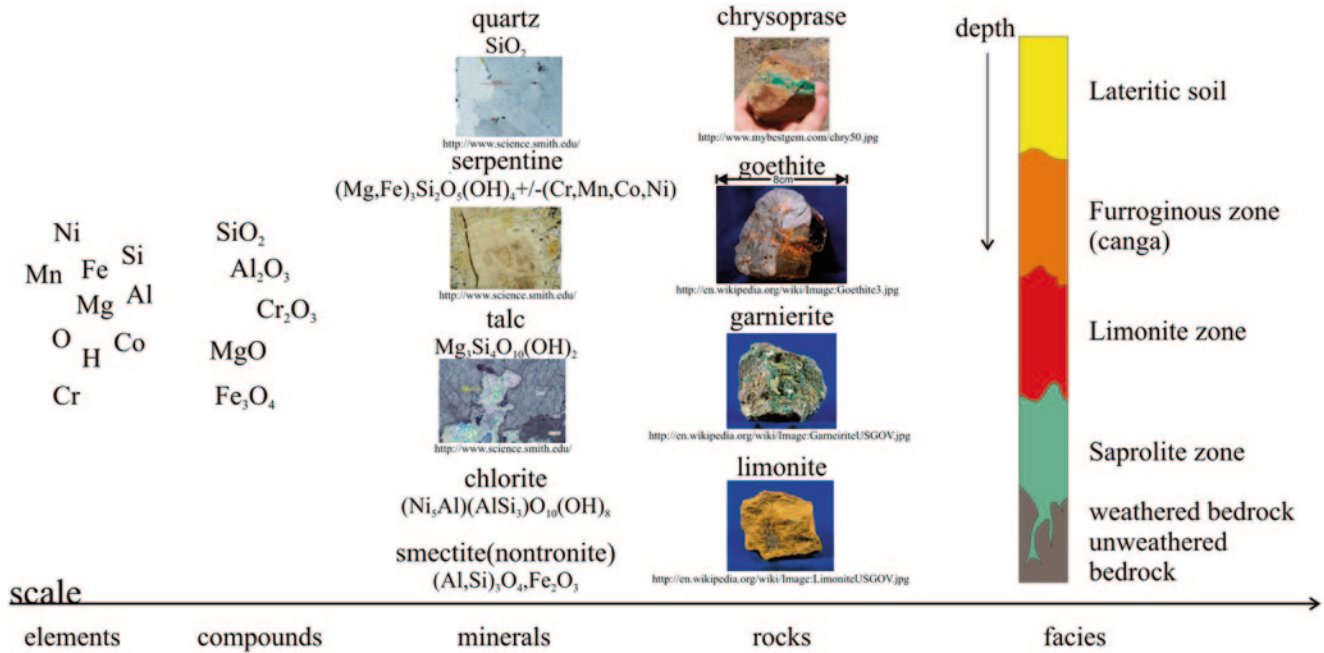 quartz
SiO₂
http://www.science.smith.edu/
serpentine
(Mg,Fe)₃Si₂O₅(OH)₄+/-(Cr,Mn,Co,Ni)
http://www.science.smith.edu/
talc
Mg₃Si₄O₁₀(OH)₂
http://www.science.smith.edu/
chlorite
(Ni₅Al)(AlSi₃)O₁₀(OH)₈
smectite(nontronite)
(Al,Si)₃O₄,Fe₂O₃
chrysoprase
http://www.mybestgem.com/chry50.jpg
goethite
8cm
http://en.wikipedia.org/wiki/Image:Goethite3.jpg
garnierite
http://en.wikipedia.org/wiki/Image:GarneiriteUSGOV.jpg
limonite
http://en.wikipedia.org/wiki/Image:LimoniteUSGOV.jpg
depth
Lateritic soil
Furroginous zone
(canga)
Limonite zone
Saprolite zone
weathered bedrock
unweathered
bedrock
Ni
Si
Mn Fe
Mg Al
O H Co
Cr
SiO₂
Al₂O₃
Cr₂O₃
MgO
Fe₃O₄
scale
elements compounds minerals rocks facies